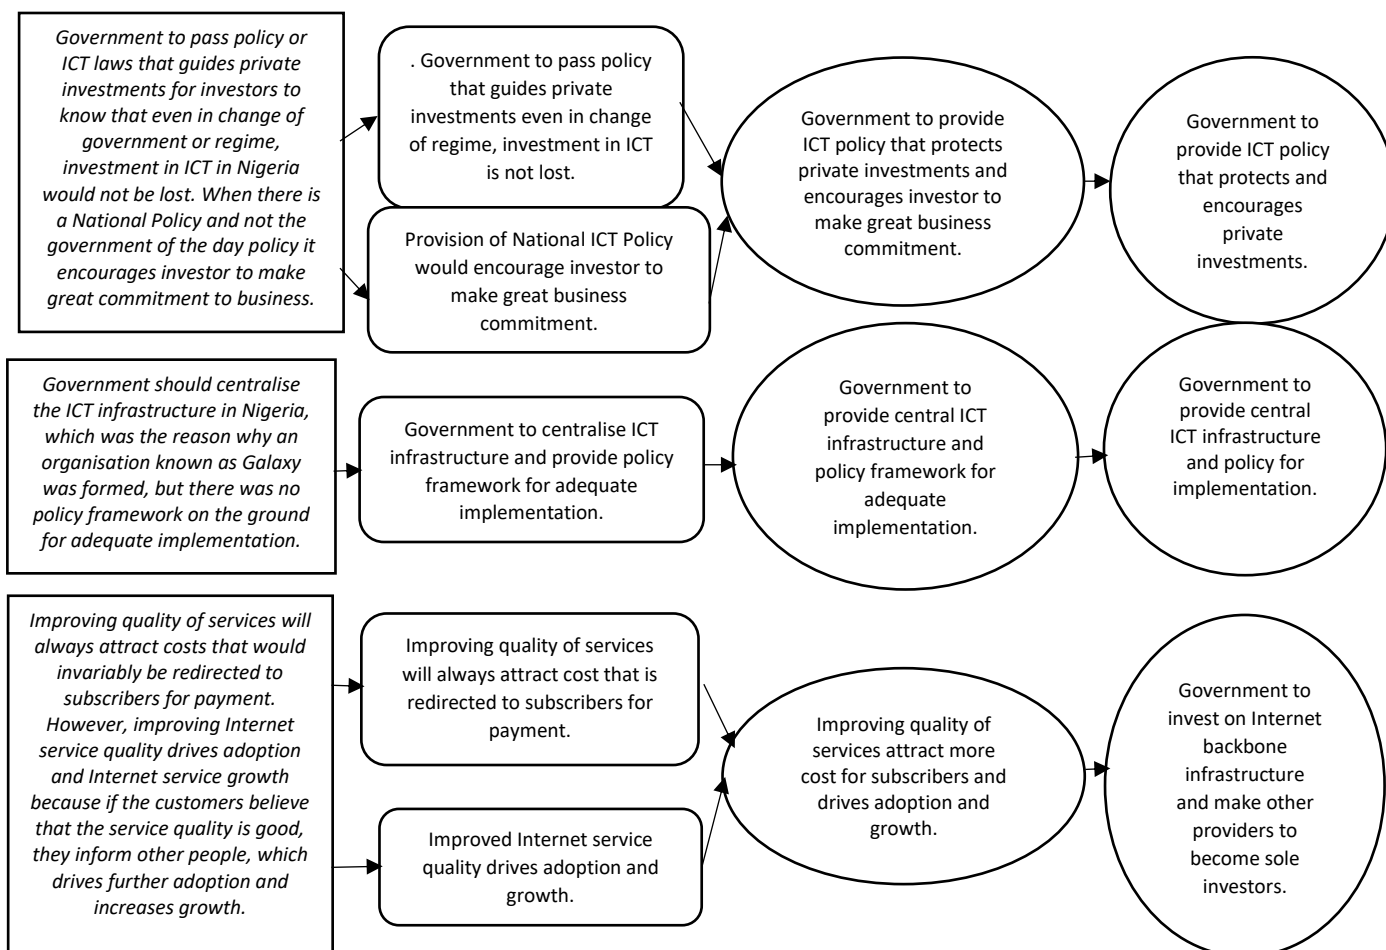 Government to pass policy or
ICT laws that guides private
investments for investors to
know that even in change of
government or regime,
investment in ICT in Nigeria
would not be lost. When there is
a National Policy and not the
government of the day policy it
encourages investor to make
great commitment to business.
. Government to pass policy
that guides private
investments even in change
of regime, investment in ICT
is not lost.
Provision of National ICT Policy
would encourage investor to
make great business
commitment.
Government to provide
ICT policy that protects
private investments and
encourages investor to
make great business
commitment.
Government to
provide ICT policy
that protects and
encourages
private
investments.
Government should centralise
the ICT infrastructure in Nigeria,
which was the reason why an
organisation known as Galaxy
was formed, but there was no
policy framework on the ground
for adequate implementation.
Government to centralise ICT
infrastructure and provide policy
framework for adequate
implementation.
Government to
provide central ICT
infrastructure and
policy framework for
adequate
implementation.
Government to
provide central
ICT infrastructure
and policy for
implementation.
Improving quality of services will
always attract costs that would
invariably be redirected to
subscribers for payment.
However, improving Internet
service quality drives adoption
and Internet service growth
because if the customers believe
that the service quality is good,
they inform other people, which
drives further adoption and
increases growth.
Improving quality of services
will always attract cost that is
redirected to subscribers for
payment.
Improved Internet service
quality drives adoption and
growth.
Improving quality of
services attract more
cost for subscribers and
drives adoption and
growth.
Government to
invest on Internet
backbone
infrastructure
and make other
providers to
become sole
investors.